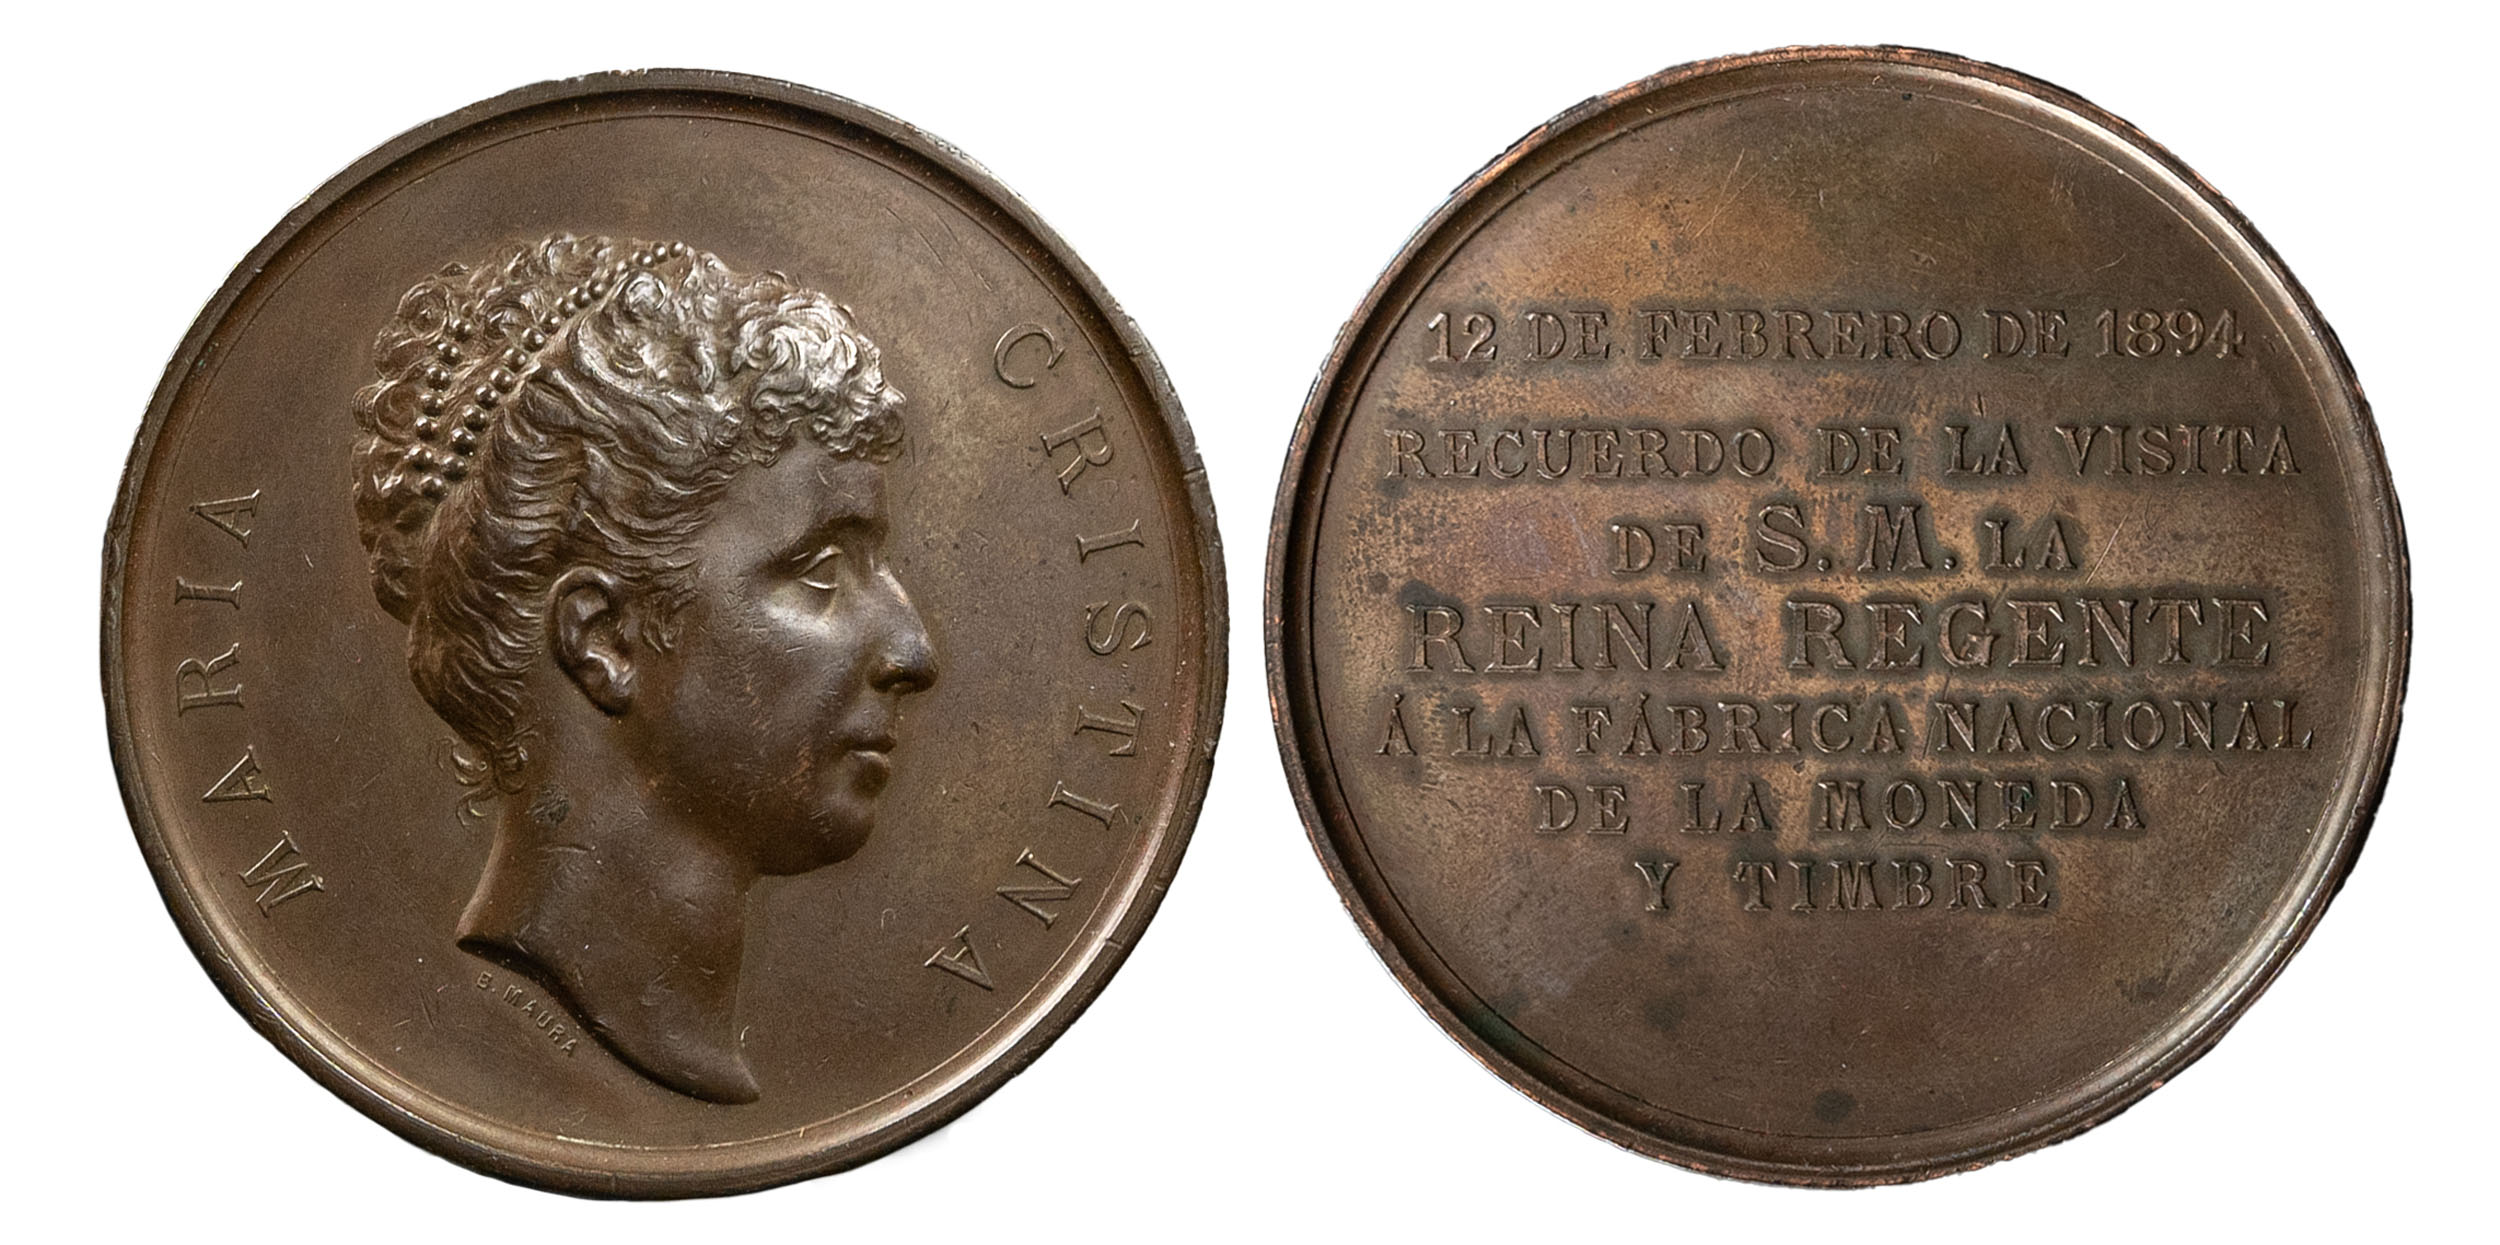 MARIA CRISTÍNA
B. MAURA
12 DE FEBRERO DE 1894
RECUERDO DE LA VISITA
DE S. M. LA
REINA REGENTE
Á LA FÁBRICA NACIONAL
DE LA MONEDA
Y TIMBRE